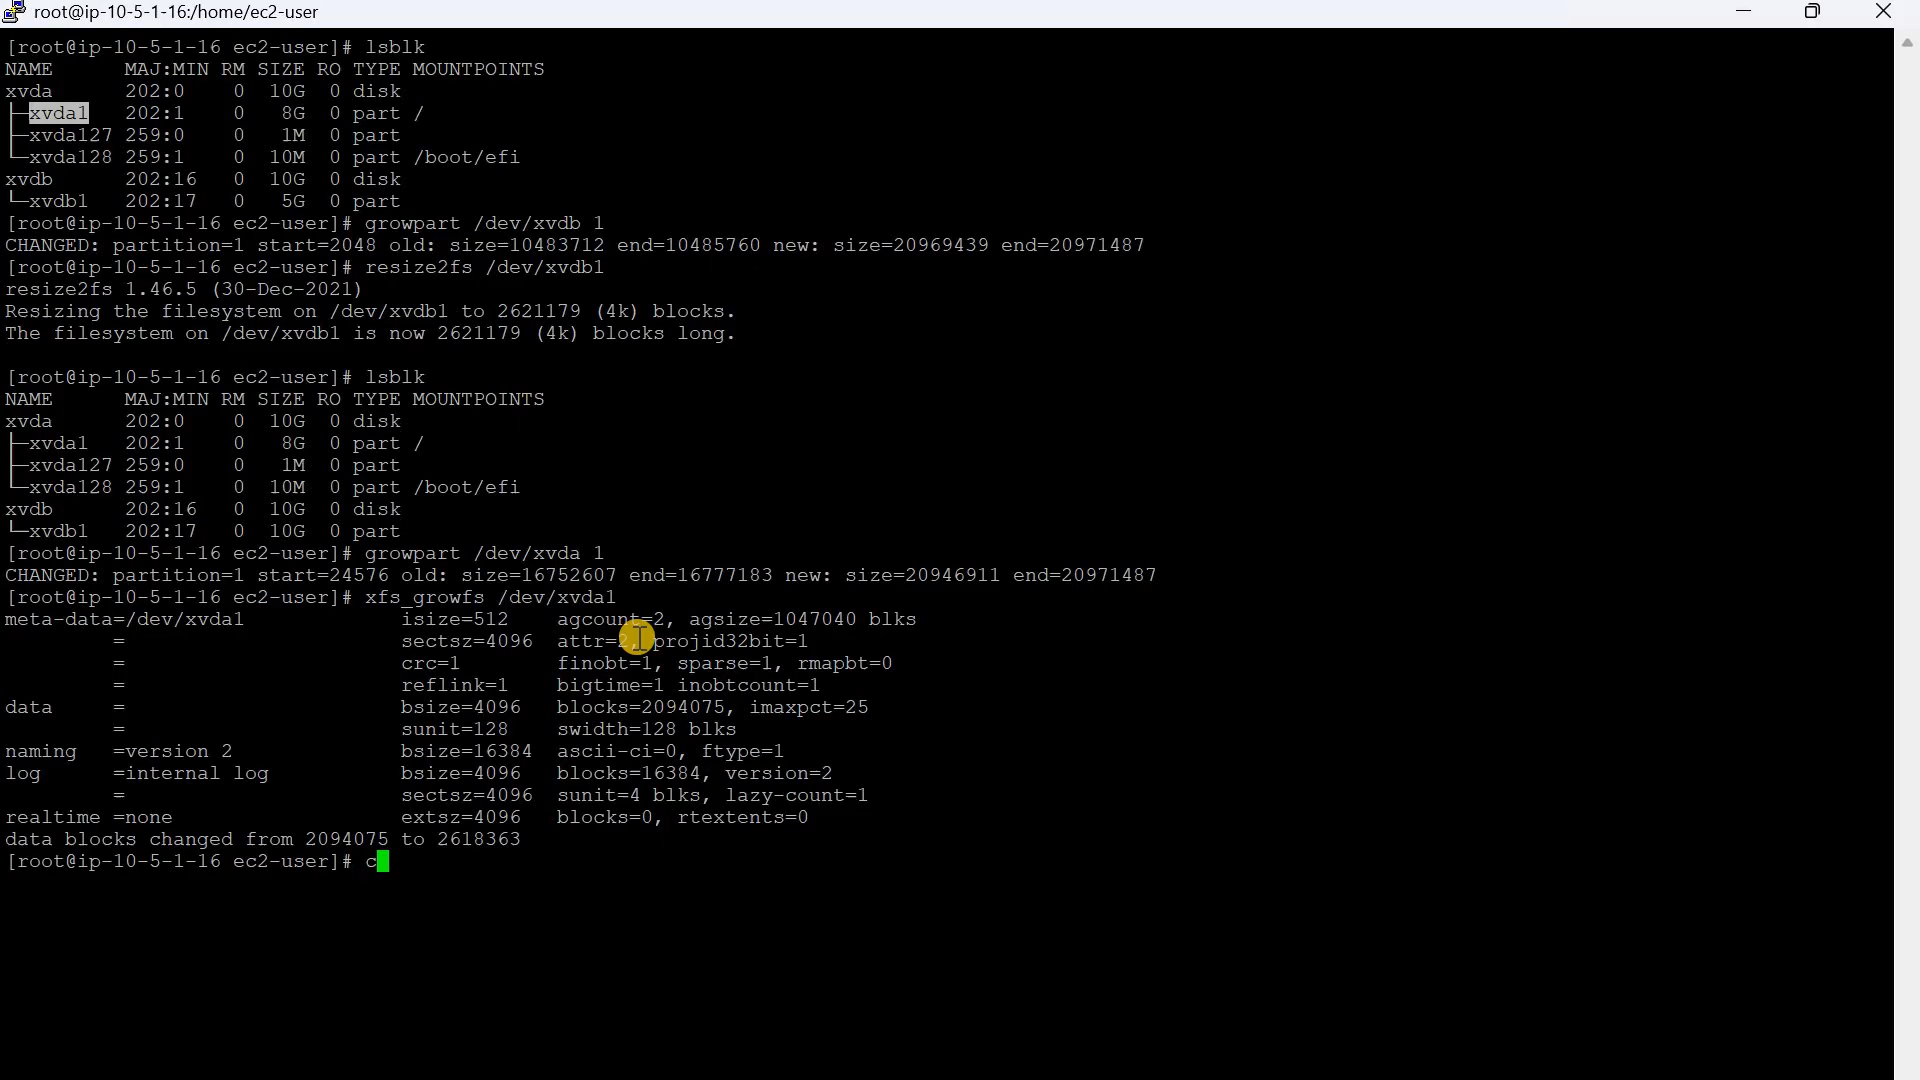 root@ip-10-5-1-16:/home/ec2-user
[root@ip-10-5-1-16 ec2-user]# lsblk
NAME      MAJ:MIN RM SIZE RO TYPE MOUNTPOINTS
xvda      202:0    0  10G  0 disk
├─xvda1   202:1    0   8G  0 part /
├─xvda127 259:0    0   1M  0 part
└─xvda128 259:1    0  10M  0 part /boot/efi
xvdb      202:16   0  10G  0 disk
└─xvdb1   202:17   0   5G  0 part
[root@ip-10-5-1-16 ec2-user]# growpart /dev/xvdb 1
CHANGED: partition=1 start=2048 old: size=10483712 end=10485760 new: size=20969439 end=20971487
[root@ip-10-5-1-16 ec2-user]# resize2fs /dev/xvdb1
resize2fs 1.46.5 (30-Dec-2021)
Resizing the filesystem on /dev/xvdb1 to 2621179 (4k) blocks.
The filesystem on /dev/xvdb1 is now 2621179 (4k) blocks long.
[root@ip-10-5-1-16 ec2-user]# lsblk
NAME      MAJ:MIN RM SIZE RO TYPE MOUNTPOINTS
xvda      202:0    0  10G  0 disk
├─xvda1   202:1    0   8G  0 part /
├─xvda127 259:0    0   1M  0 part
└─xvda128 259:1    0  10M  0 part /boot/efi
xvdb      202:16   0  10G  0 disk
└─xvdb1   202:17   0  10G  0 part
[root@ip-10-5-1-16 ec2-user]# growpart /dev/xvda 1
CHANGED: partition=1 start=24576 old: size=16752607 end=16777183 new: size=20946911 end=20971487
[root@ip-10-5-1-16 ec2-user]# xfs_growfs /dev/xvda1
meta-data=/dev/xvda1             isize=512    agcount=2, agsize=1047040 blks
         =                       sectsz=4096  attr=2, projid32bit=1
         =                       crc=1        finobt=1, sparse=1, rmapbt=0
         =                       reflink=1    bigtime=1 inobtcount=1
data     =                       bsize=4096   blocks=2094075, imaxpct=25
         =                       sunit=128    swidth=128 blks
naming   =version 2              bsize=16384  ascii-ci=0, ftype=1
log      =internal log           bsize=4096   blocks=16384, version=2
         =                       sectsz=4096  sunit=4 blks, lazy-count=1
realtime =none                   extsz=4096   blocks=0, rtextents=0
data blocks changed from 2094075 to 2618363
[root@ip-10-5-1-16 ec2-user]# c